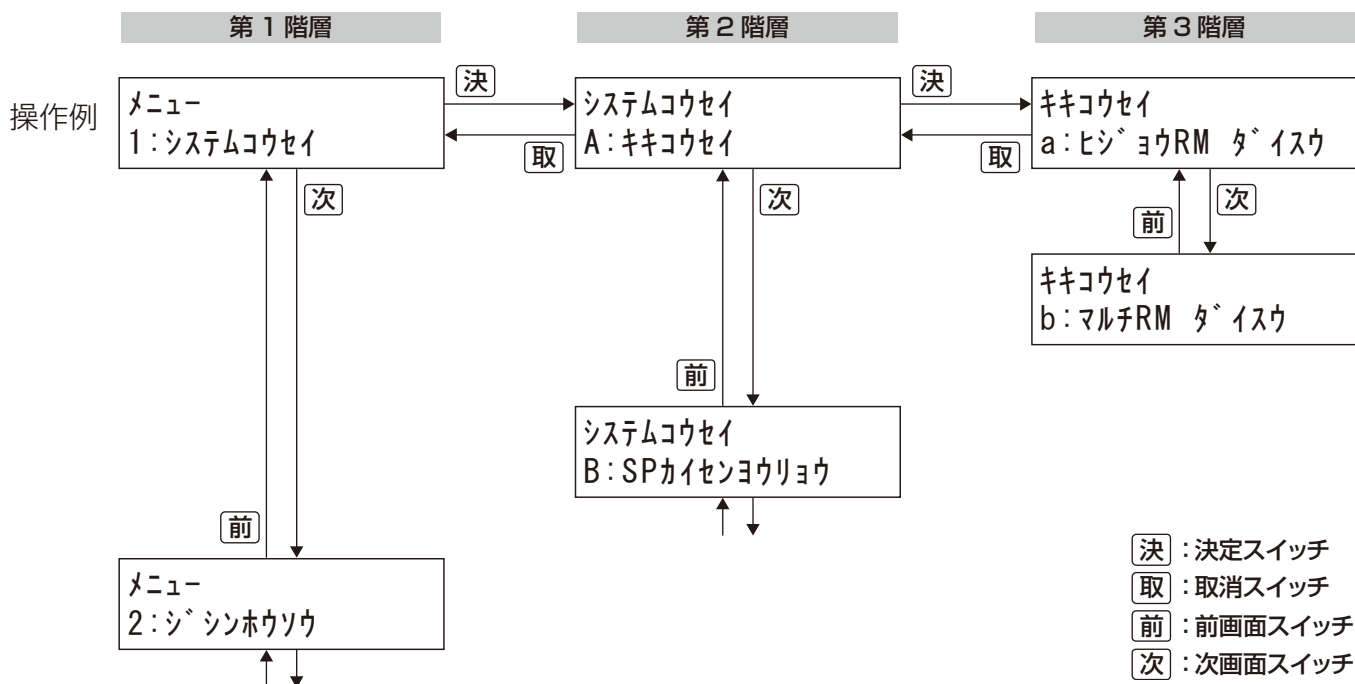 第1階層
第2階層
第3階層
操作例
メニュー
1:システムコウセイ
決
取
システムコウセイ
A:キキコウセイ
決
取
キキコウセイ
a:ヒジョウRM ダイスウ
次
次
前
次
キキコウセイ
b:マルチRM ダイスウ
前
システムコウセイ
B:SPカイセンヨウリョウ
前
メニュー
2:ジシンホウソウ
決:決定スイッチ
取:取消スイッチ
前:前画面スイッチ
次:次画面スイッチ